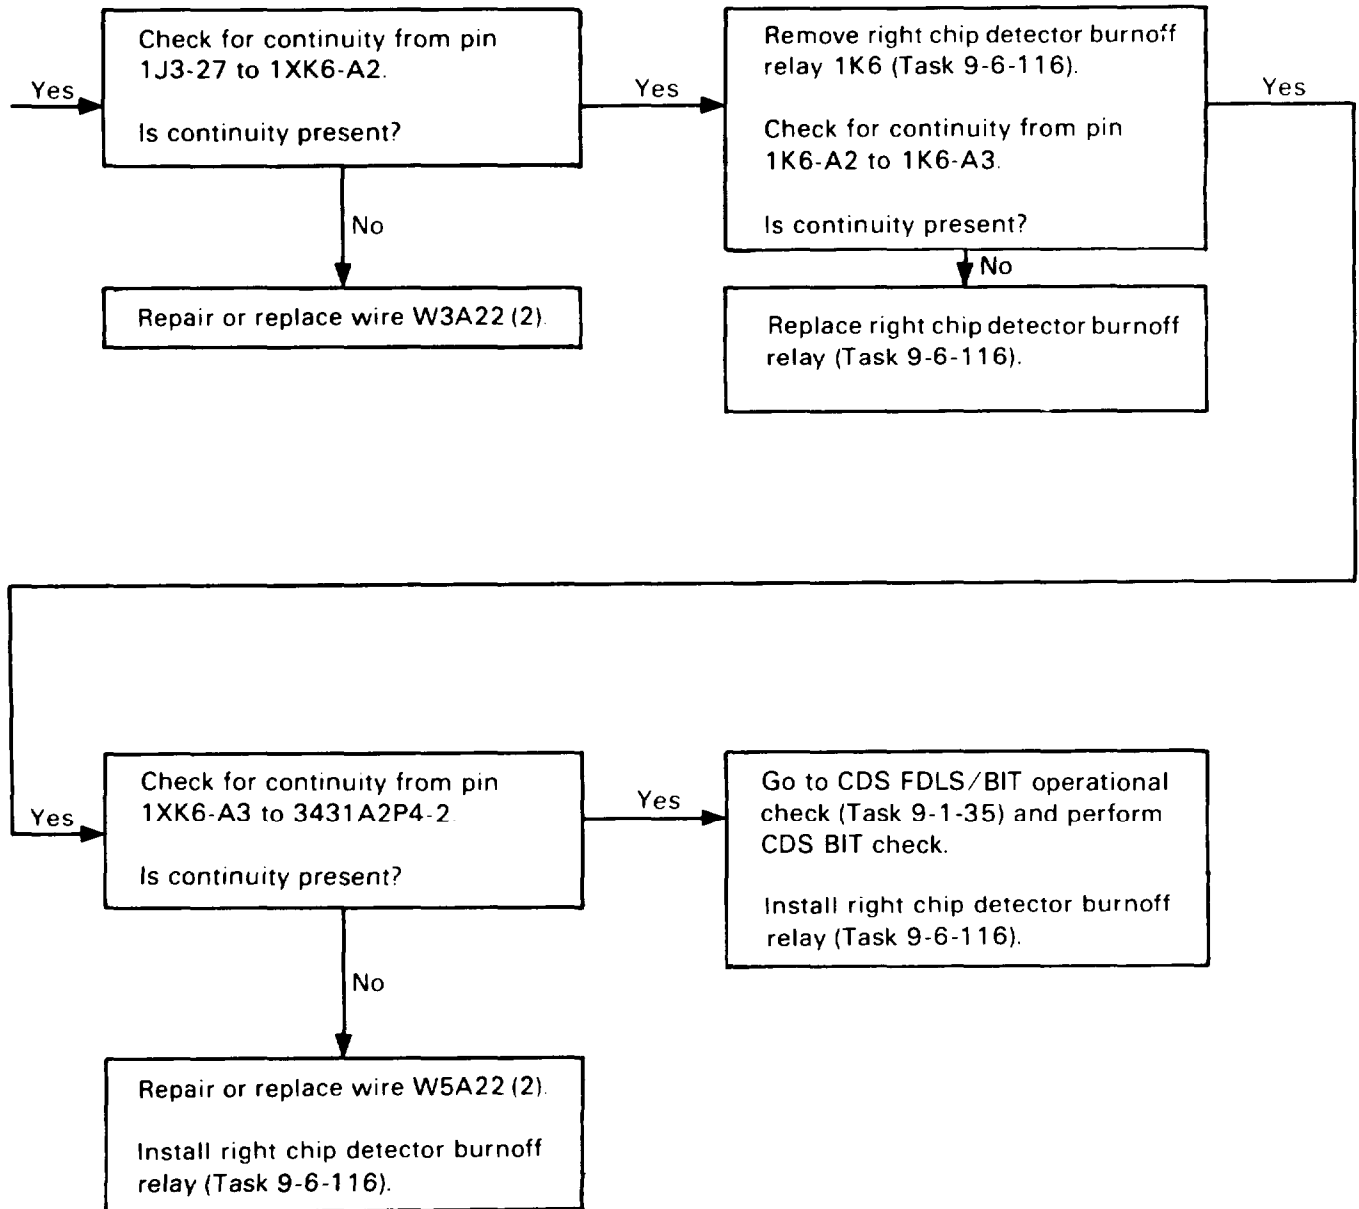 Yes
Check for continuity from pin
1J3-27 to 1XK6-A2.
Is continuity present?
Yes
Remove right chip detector burnoff
relay 1K6 (Task 9-6-116).
Check for continuity from pin
1K6-A2 to 1K6-A3.
Is continuity present?
Yes
No
Repair or replace wire W3A22 (2).
No
Replace right chip detector burnoff
relay (Task 9-6-116).
Yes
Check for continuity from pin
1XK6-A3 to 3431A2P4-2.
Is continuity present?
Yes
Go to CDS FDLS/BIT operational
check (Task 9-1-35) and perform
CDS BIT check.
Install right chip detector burnoff
relay (Task 9-6-116).
No
Repair or replace wire W5A22 (2).
Install right chip detector burnoff
relay (Task 9-6-116).